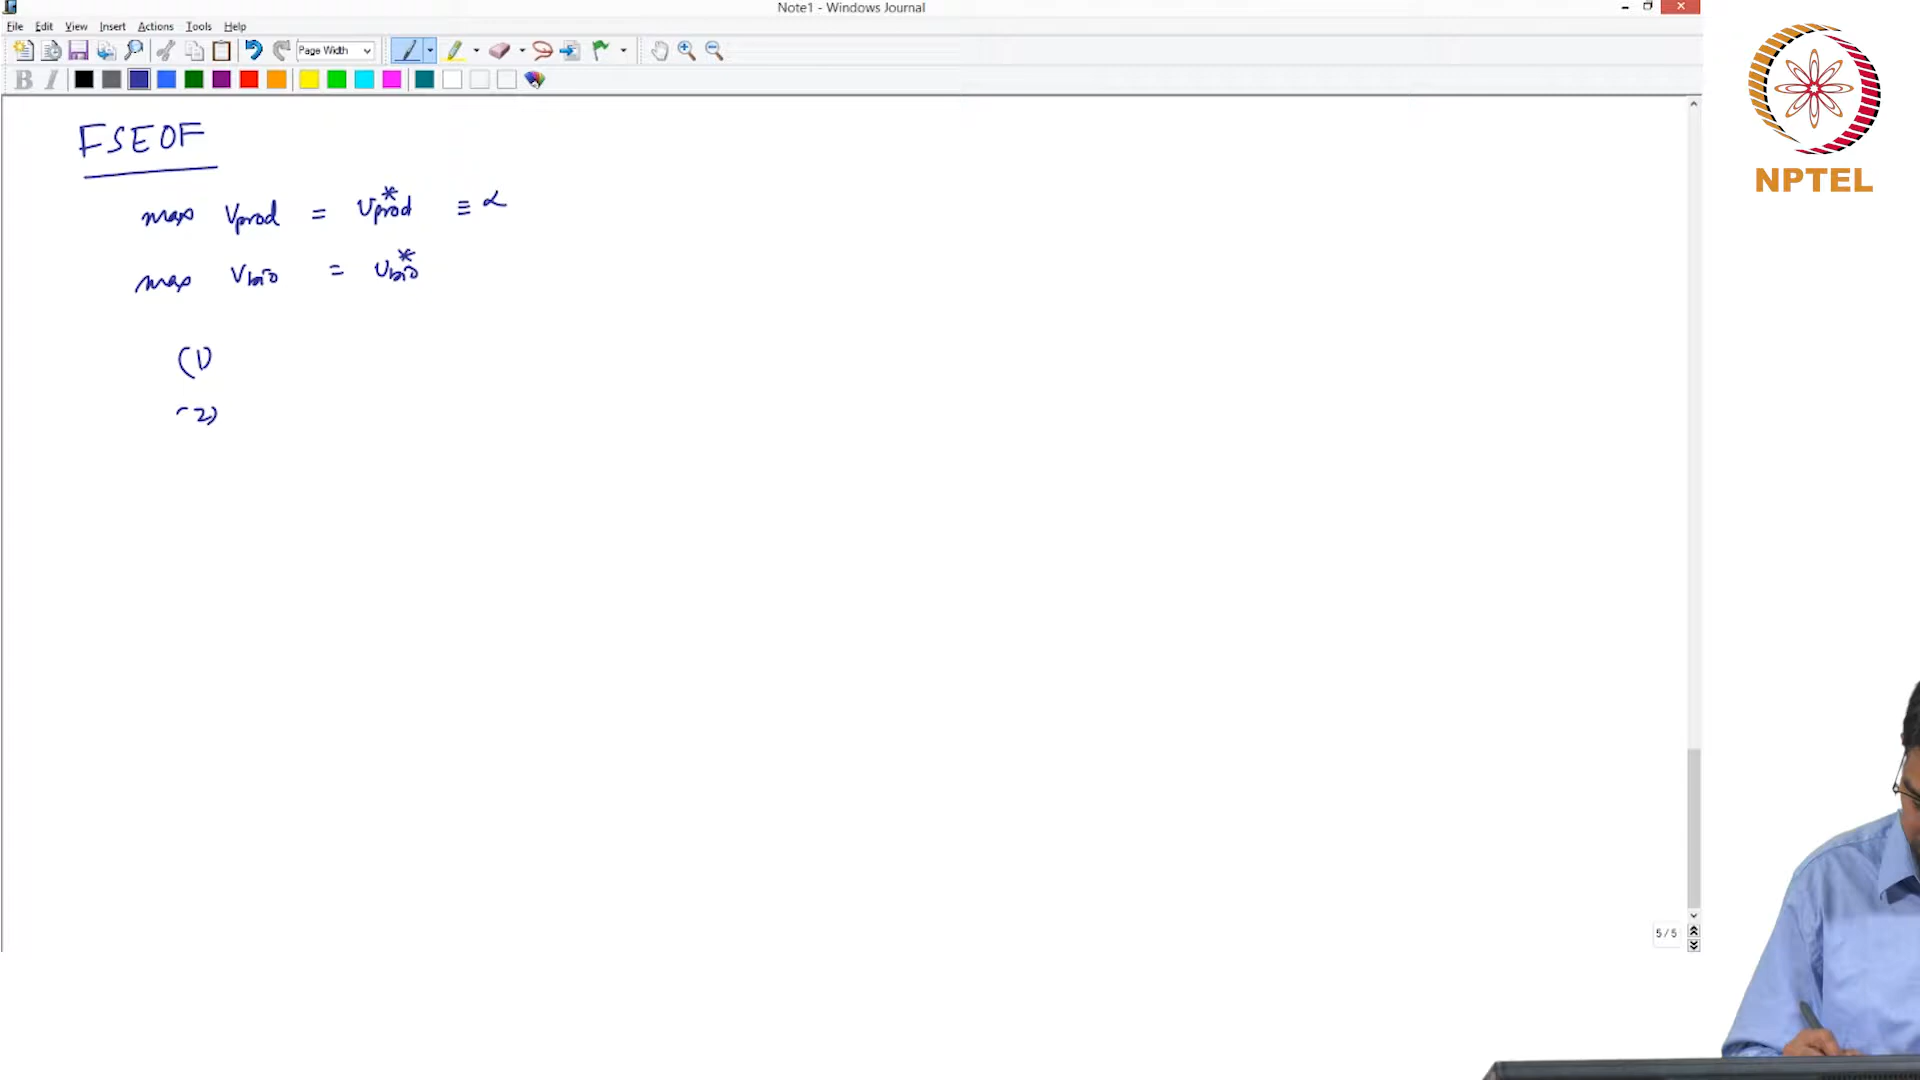 Note1 - Windows Journal
File Edit View Insert Actions Tools Help
Page Width
B I
NPTEL
FSEOF
max Vprod = V*prod ≡ α
max Vbio = V*bio
(1)
(2)
5 / 5